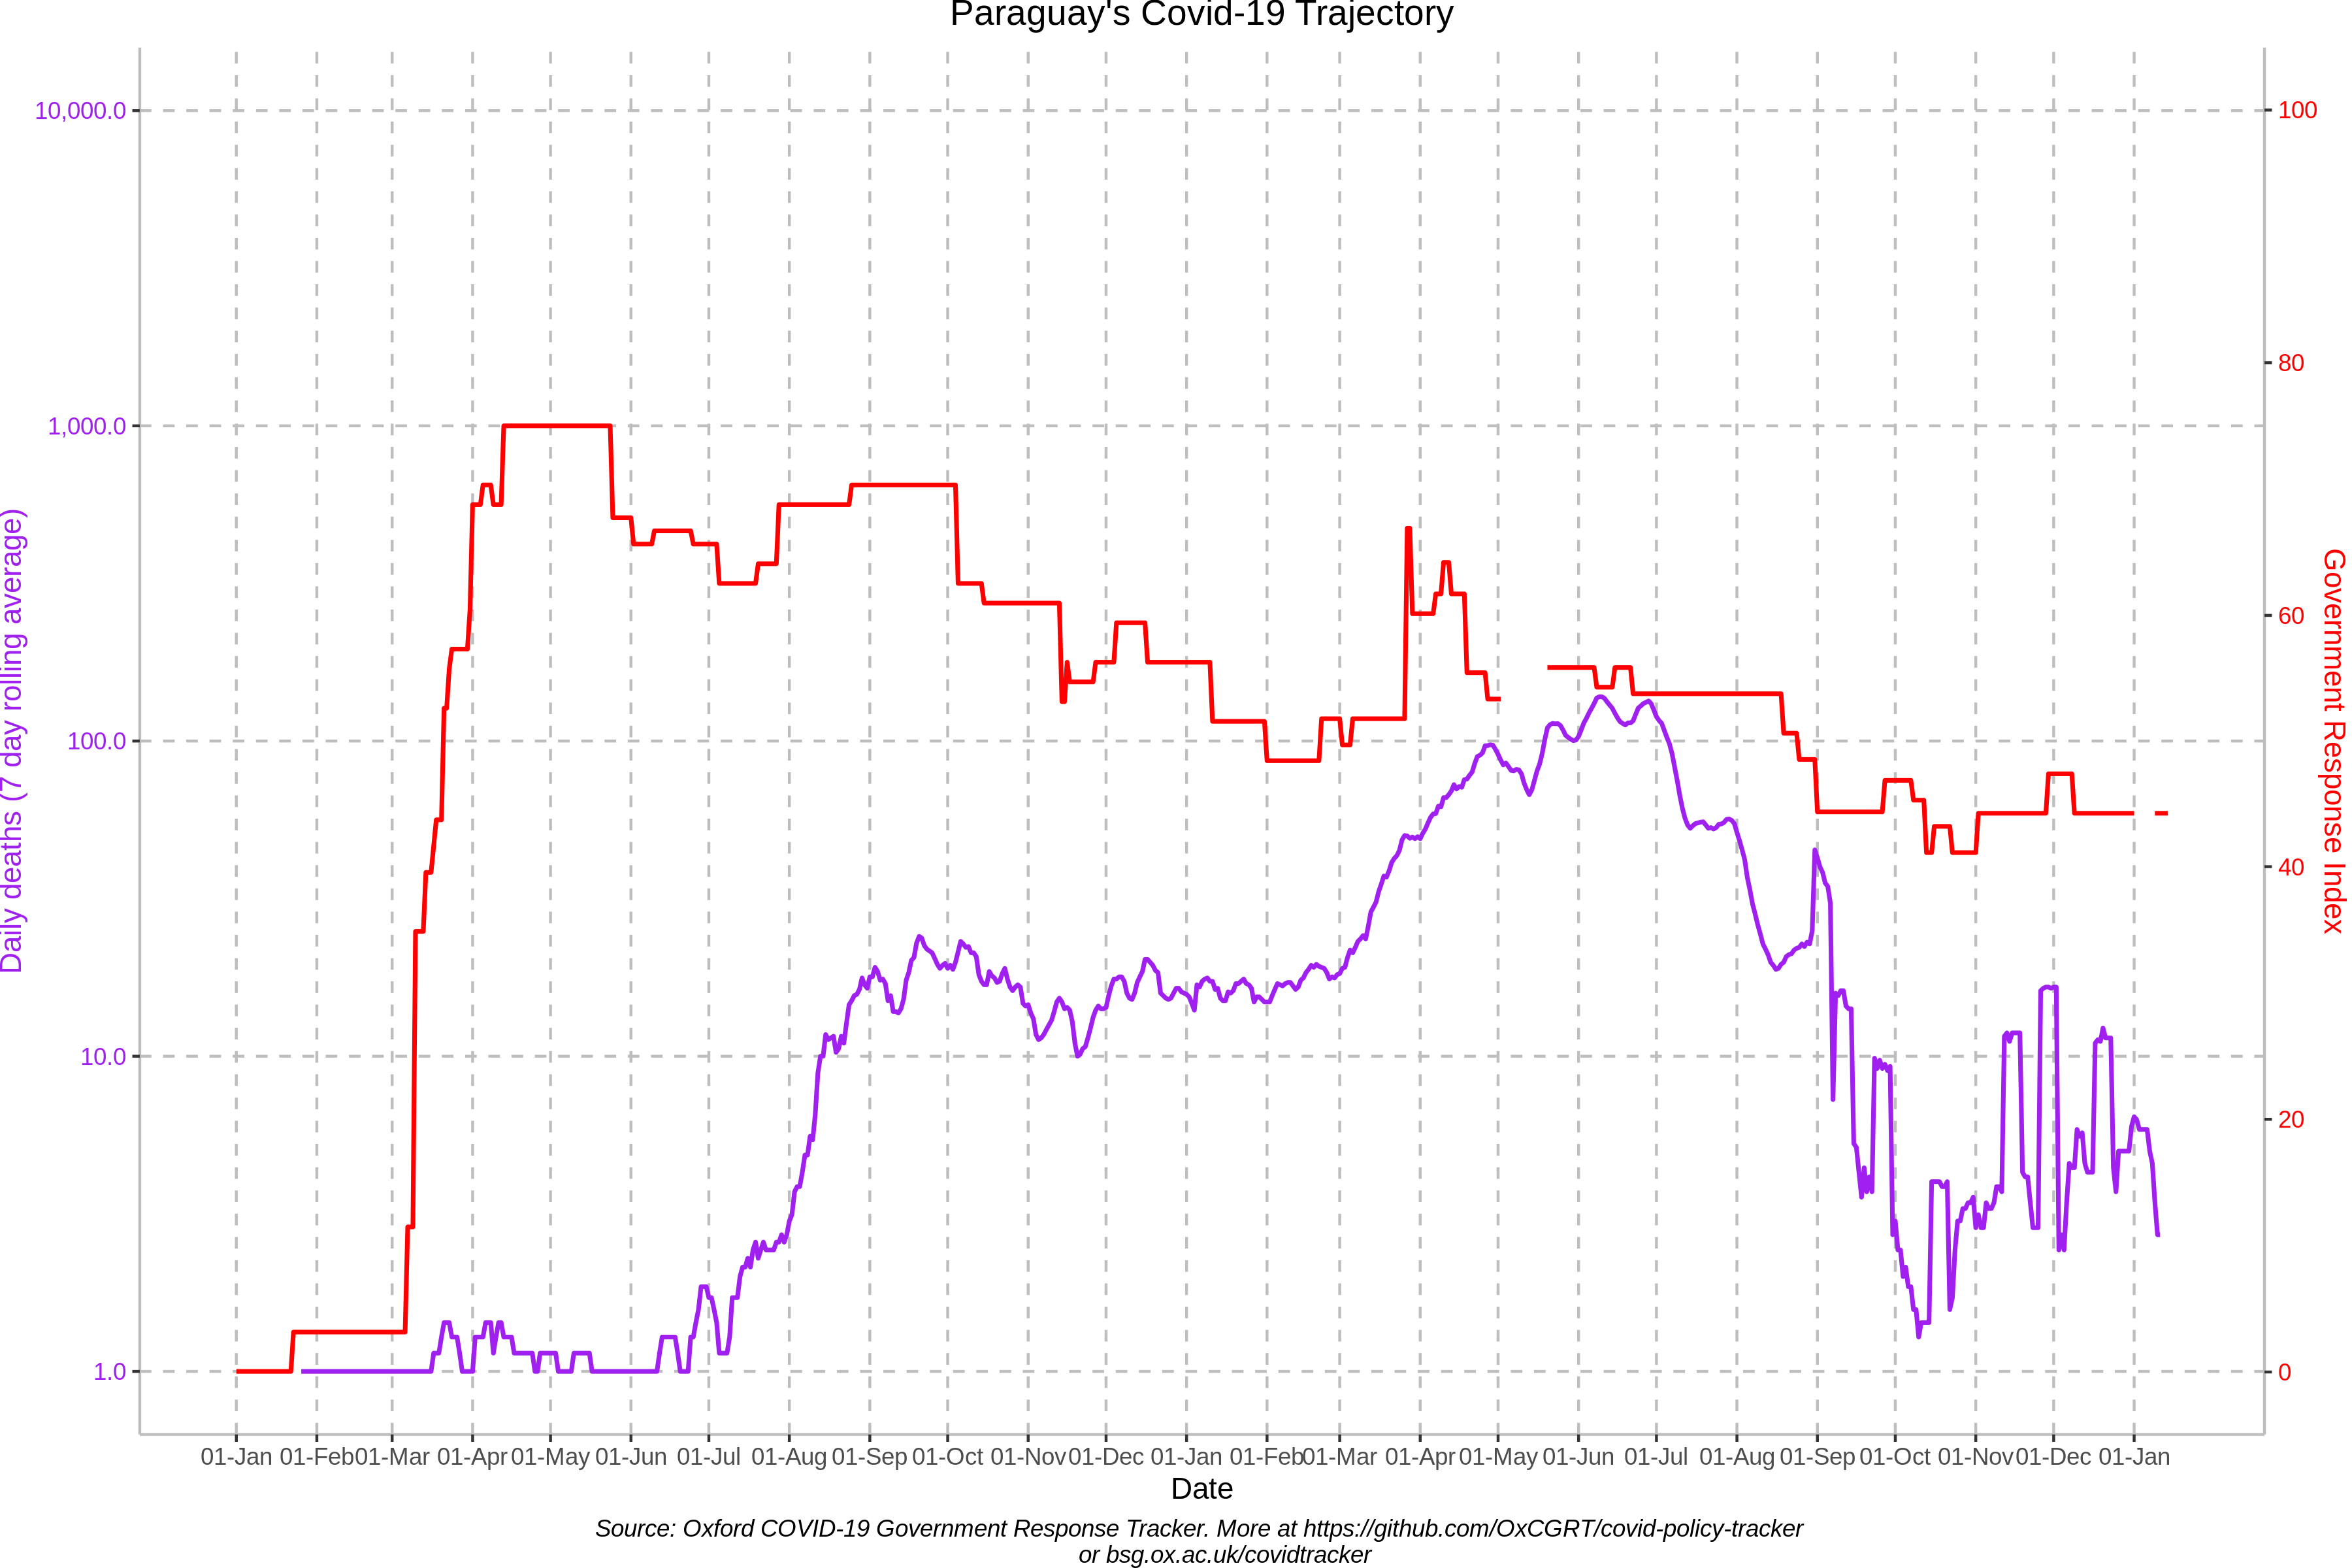 Paraguay's Covid-19 Trajectory
10,000.0
1,000.0
100.0
10.0
1.0
Daily deaths (7 day rolling average)
100
80
60
40
20
0
Government Response Index
01-Jan 01-Feb 01-Mar 01-Apr 01-May 01-Jun 01-Jul 01-Aug 01-Sep 01-Oct 01-Nov 01-Dec 01-Jan 01-Feb 01-Mar 01-Apr 01-May 01-Jun 01-Jul 01-Aug 01-Sep 01-Oct 01-Nov 01-Dec 01-Jan
Date
Source: Oxford COVID-19 Government Response Tracker. More at https://github.com/OxCGRT/covid-policy-tracker
or bsg.ox.ac.uk/covidtracker